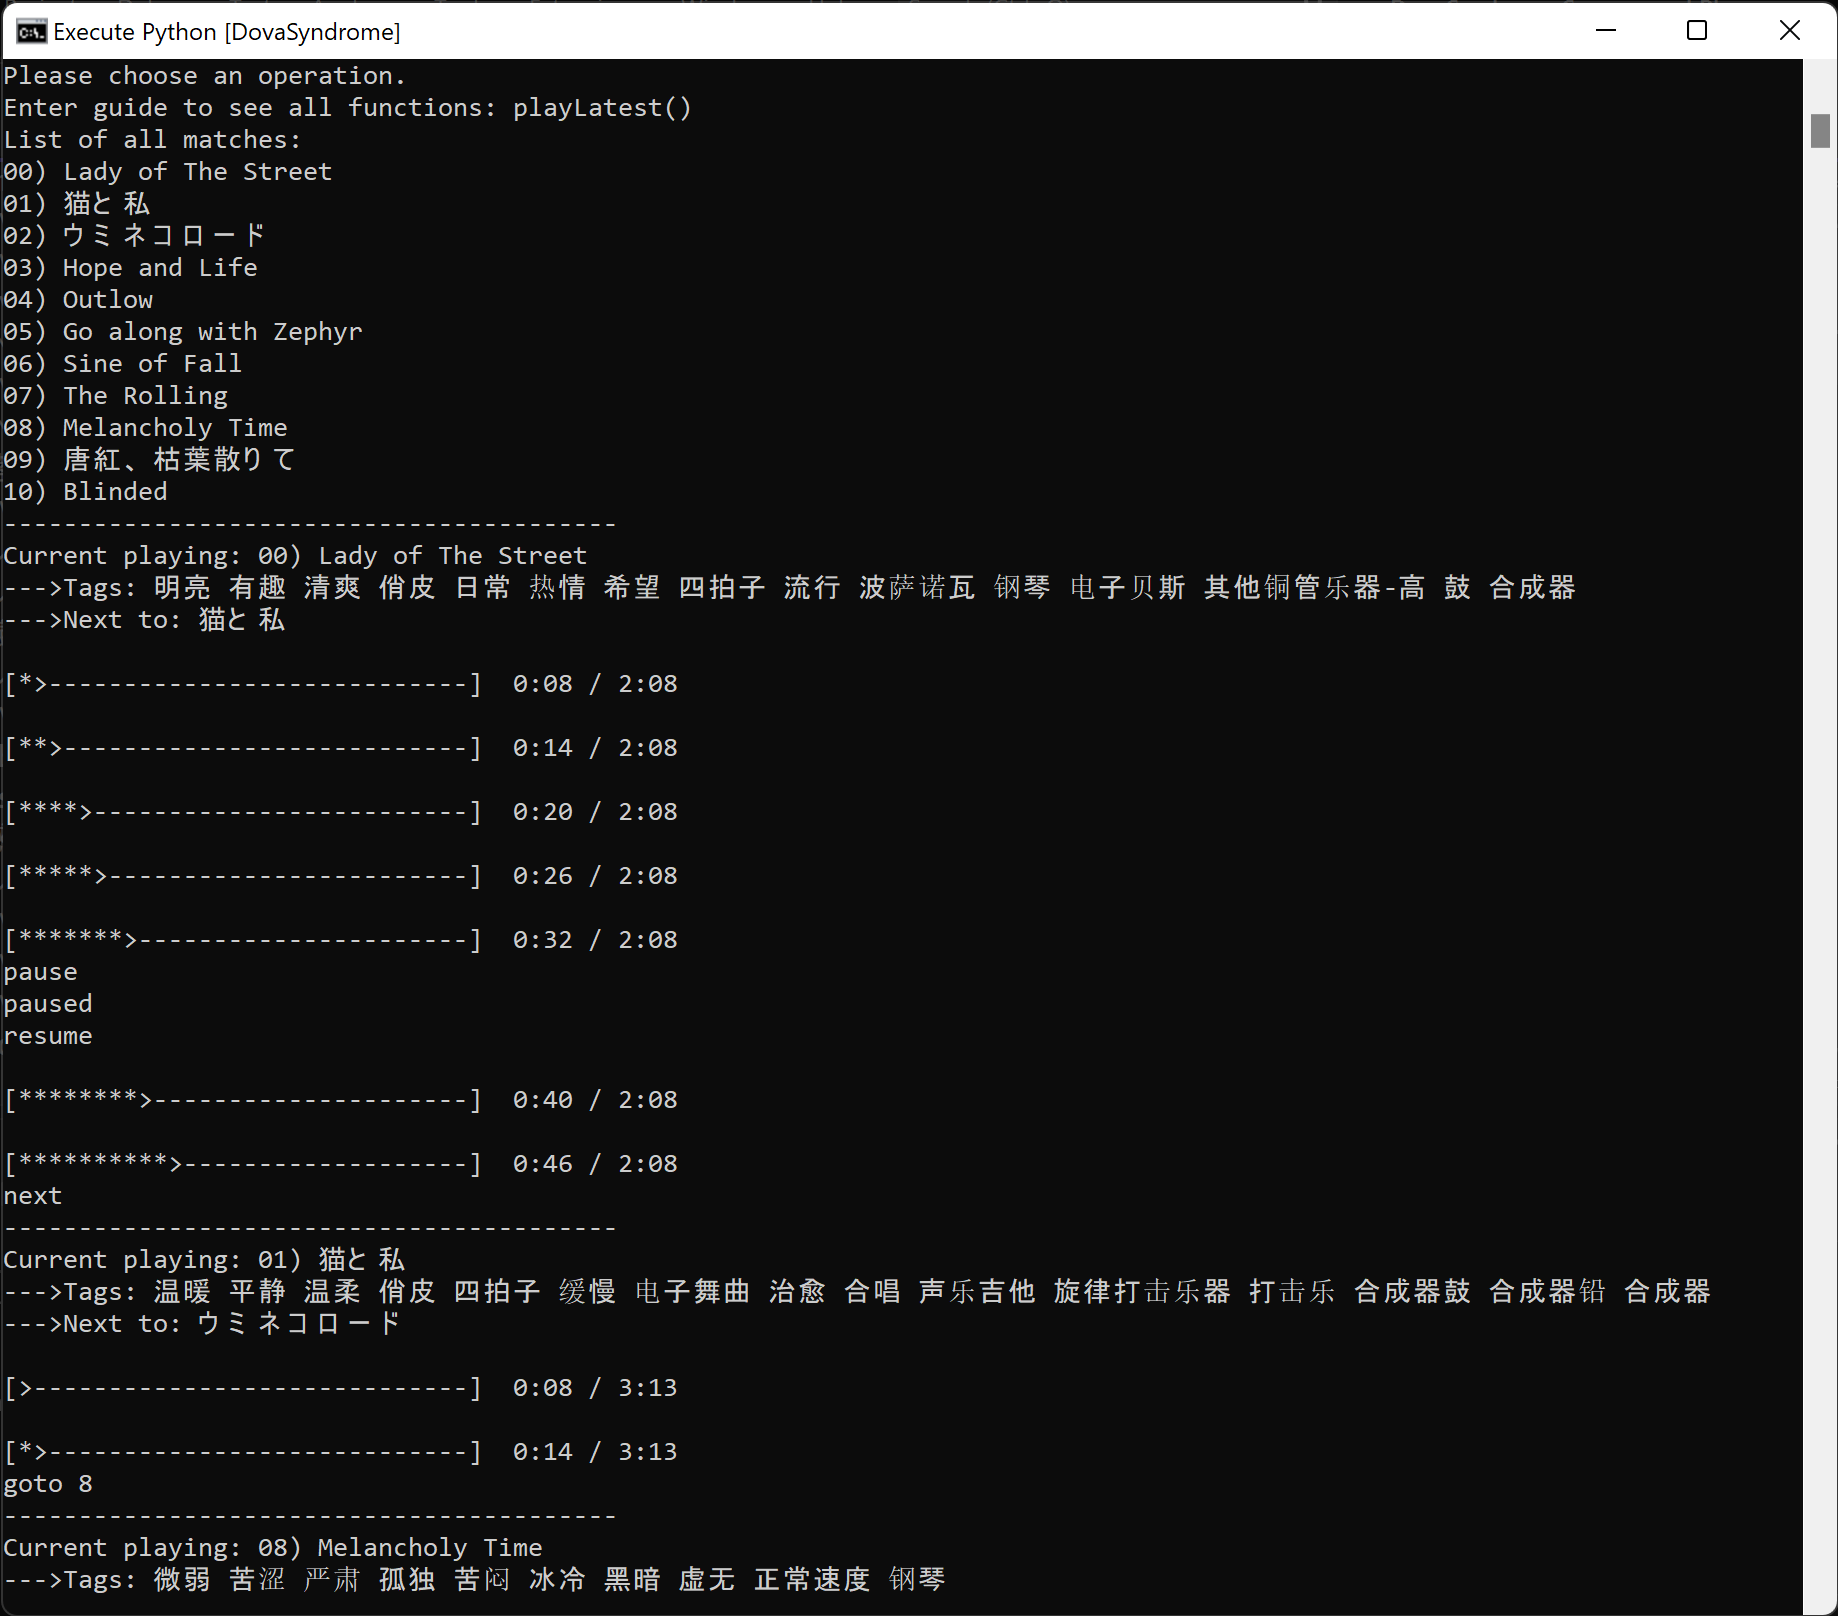 Execute Python [DovaSyndrome]
Please choose an operation.
Enter guide to see all functions: playLatest()
List of all matches:
00) Lady of The Street
01) 猫と私
02) ウミネコロード
03) Hope and Life
04) Outlow
05) Go along with Zephyr
06) Sine of Fall
07) The Rolling
08) Melancholy Time
09) 唐紅、枯葉散りて
10) Blinded
-----------------------------------------
Current playing: 00) Lady of The Street
--->Tags: 明亮 有趣 清爽 俏皮 日常 热情 希望 四拍子 流行 波萨诺瓦 钢琴 电子贝斯 其他铜管乐器-高 鼓 合成器
--->Next to: 猫と私
[*>----------------------------]  0:08 / 2:08
[**>---------------------------]  0:14 / 2:08
[****>-------------------------]  0:20 / 2:08
[*****>------------------------]  0:26 / 2:08
[*******>----------------------]  0:32 / 2:08
pause
paused
resume
[********>---------------------]  0:40 / 2:08
[**********>-------------------]  0:46 / 2:08
next
-----------------------------------------
Current playing: 01) 猫と私
--->Tags: 温暖 平静 温柔 俏皮 四拍子 缓慢 电子舞曲 治愈 合唱 声乐吉他 旋律打击乐器 打击乐 合成器鼓 合成器铅 合成器
--->Next to: ウミネコロード
[>-----------------------------]  0:08 / 3:13
[*>----------------------------]  0:14 / 3:13
goto 8
-----------------------------------------
Current playing: 08) Melancholy Time
--->Tags: 微弱 苦涩 严肃 孤独 苦闷 冰冷 黑暗 虚无 正常速度 钢琴